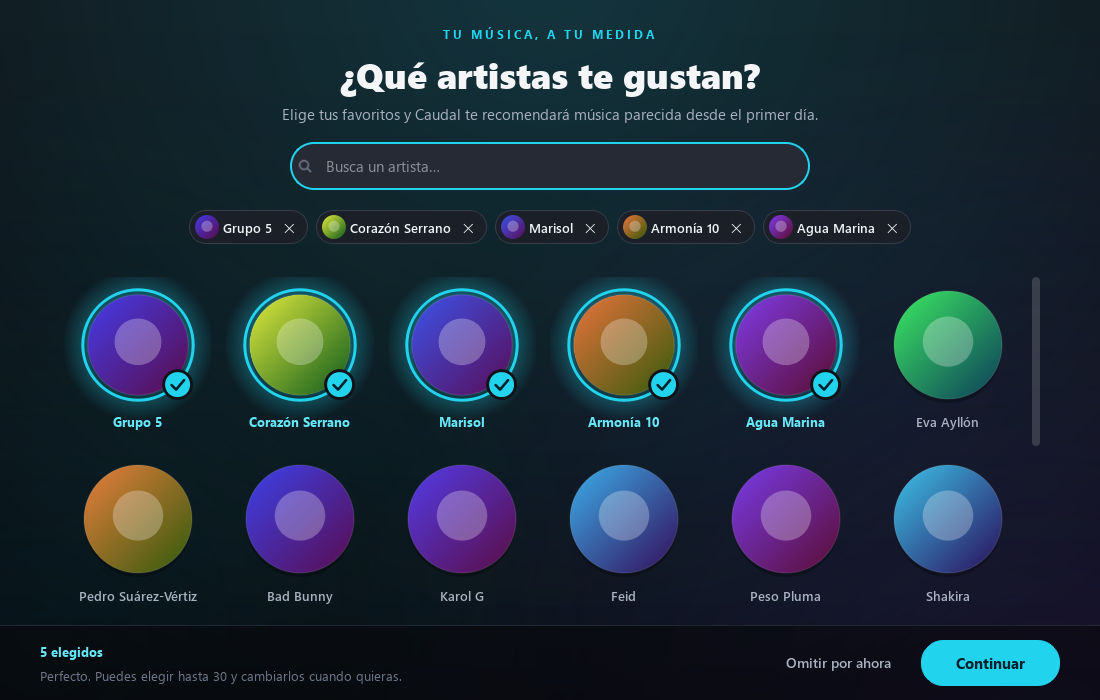 TU MÚSICA, A TU MEDIDA
¿Qué artistas te gustan?
Elige tus favoritos y Caudal te recomendará música parecida desde el primer día.
Busca un artista...
Grupo 5 Corazón Serrano Marisol Armonía 10 Agua Marina
Grupo 5 Corazón Serrano Marisol Armonía 10 Agua Marina Eva Ayllón
Pedro Suárez-Vértiz Bad Bunny Karol G Feid Peso Pluma Shakira
5 elegidos
Perfecto. Puedes elegir hasta 30 y cambiarlos cuando quieras.
Omitir por ahora Continuar